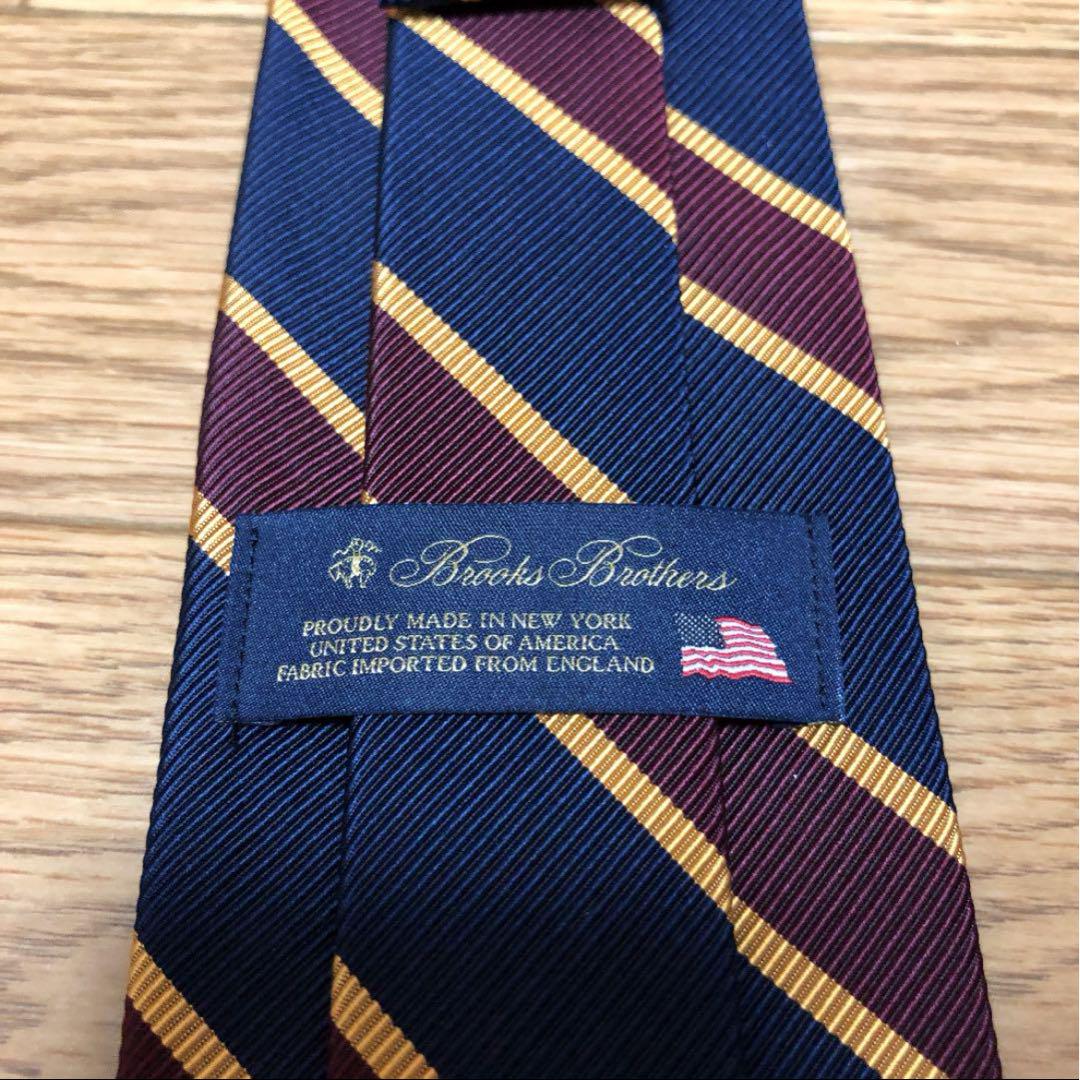 Brooks Brothers
PROUDLY MADE IN NEW YORK
UNITED STATES OF AMERICA
FABRIC IMPORTED FROM ENGLAND